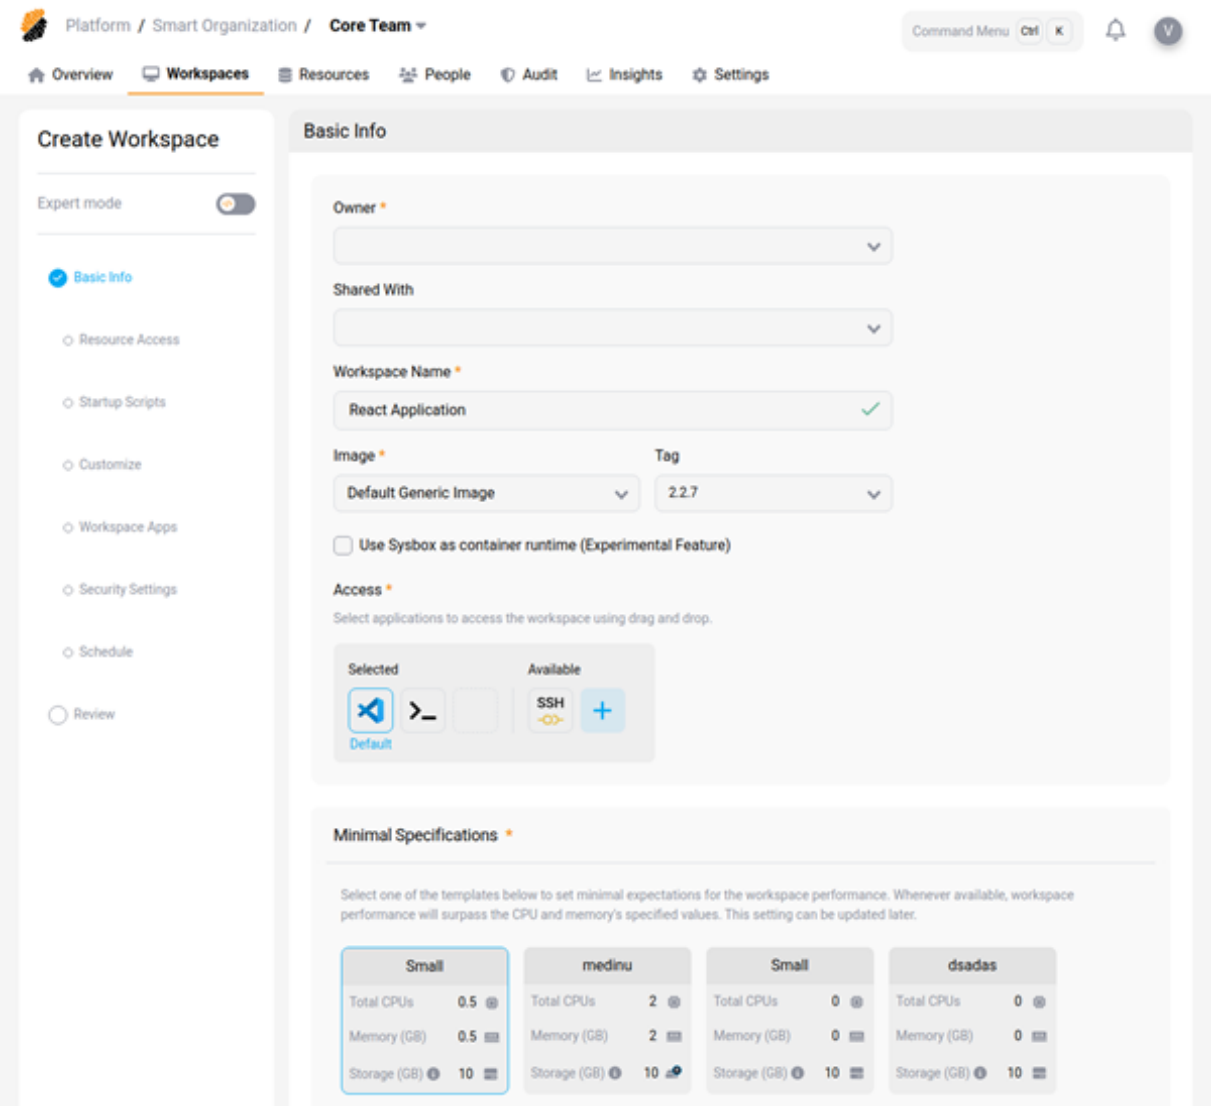 Platform / Smart Organization / Core Team
Command Menu Ctrl K
V
Overview Workspaces Resources People Audit Insights Settings
Create Workspace
Expert mode
Basic Info
Resource Access
Startup Scripts
Customize
Workspace Apps
Security Settings
Schedule
Review
Basic Info
Owner *
Shared With
Workspace Name *
React Application
Image * Tag
Default Generic Image 2.2.7
Use Sysbox as container runtime (Experimental Feature)
Access *
Select applications to access the workspace using drag and drop.
Selected Available
SSH
Default
Minimal Specifications *
Select one of the templates below to set minimal expectations for the workspace performance. Whenever available, workspace
performance will surpass the CPU and memory's specified values. This setting can be updated later.
Small medinu Small dsadas
Total CPUs 0.5 Total CPUs 2 Total CPUs 0 Total CPUs 0
Memory (GB) 0.5 Memory (GB) 2 Memory (GB) 0 Memory (GB) 0
Storage (GB) 10 Storage (GB) 10 Storage (GB) 10 Storage (GB) 10